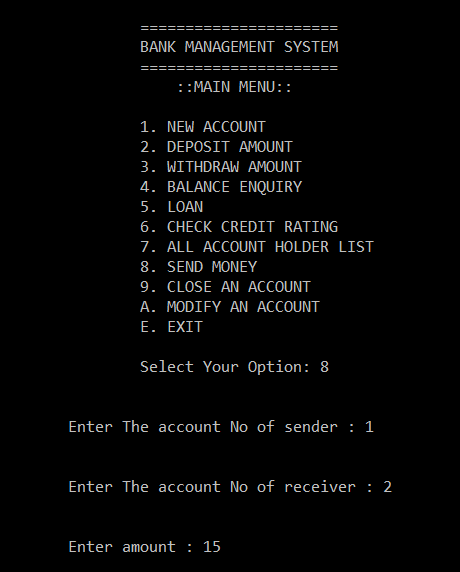 ======================
BANK MANAGEMENT SYSTEM
======================
::MAIN MENU::
1. NEW ACCOUNT
2. DEPOSIT AMOUNT
3. WITHDRAW AMOUNT
4. BALANCE ENQUIRY
5. LOAN
6. CHECK CREDIT RATING
7. ALL ACCOUNT HOLDER LIST
8. SEND MONEY
9. CLOSE AN ACCOUNT
A. MODIFY AN ACCOUNT
E. EXIT
Select Your Option: 8
Enter The account No of sender : 1
Enter The account No of receiver : 2
Enter amount : 15